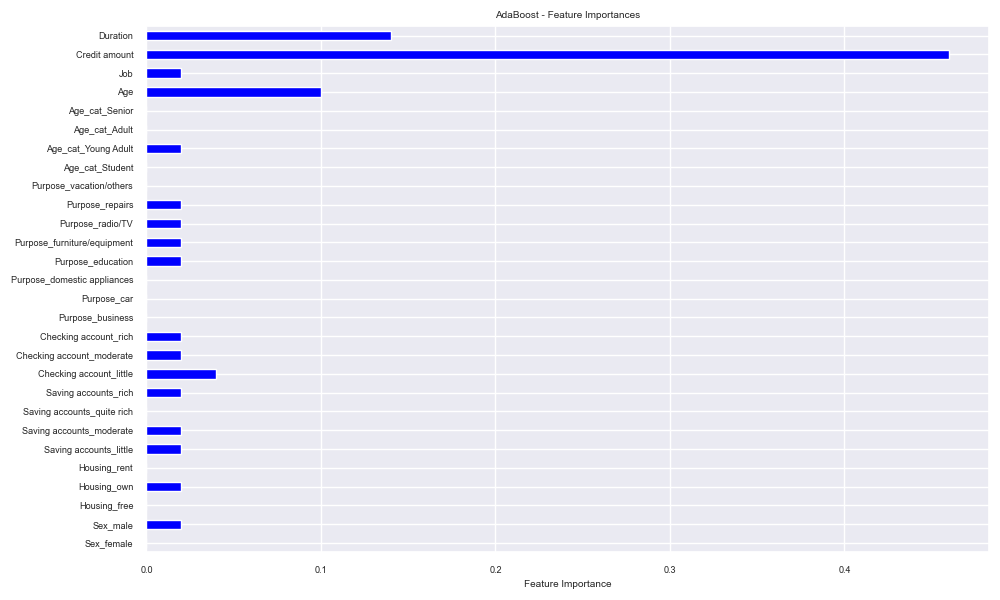 AdaBoost - Feature Importances
Duration
Credit amount
Job
Age
Age_cat_Senior
Age_cat_Adult
Age_cat_Young Adult
Age_cat_Student
Purpose_vacation/others
Purpose_repairs
Purpose_radio/TV
Purpose_furniture/equipment
Purpose_education
Purpose_domestic appliances
Purpose_car
Purpose_business
Checking account_rich
Checking account_moderate
Checking account_little
Saving accounts_rich
Saving accounts_quite rich
Saving accounts_moderate
Saving accounts_little
Housing_rent
Housing_own
Housing_free
Sex_male
Sex_female
0.0 0.1 0.2 0.3 0.4
Feature Importance